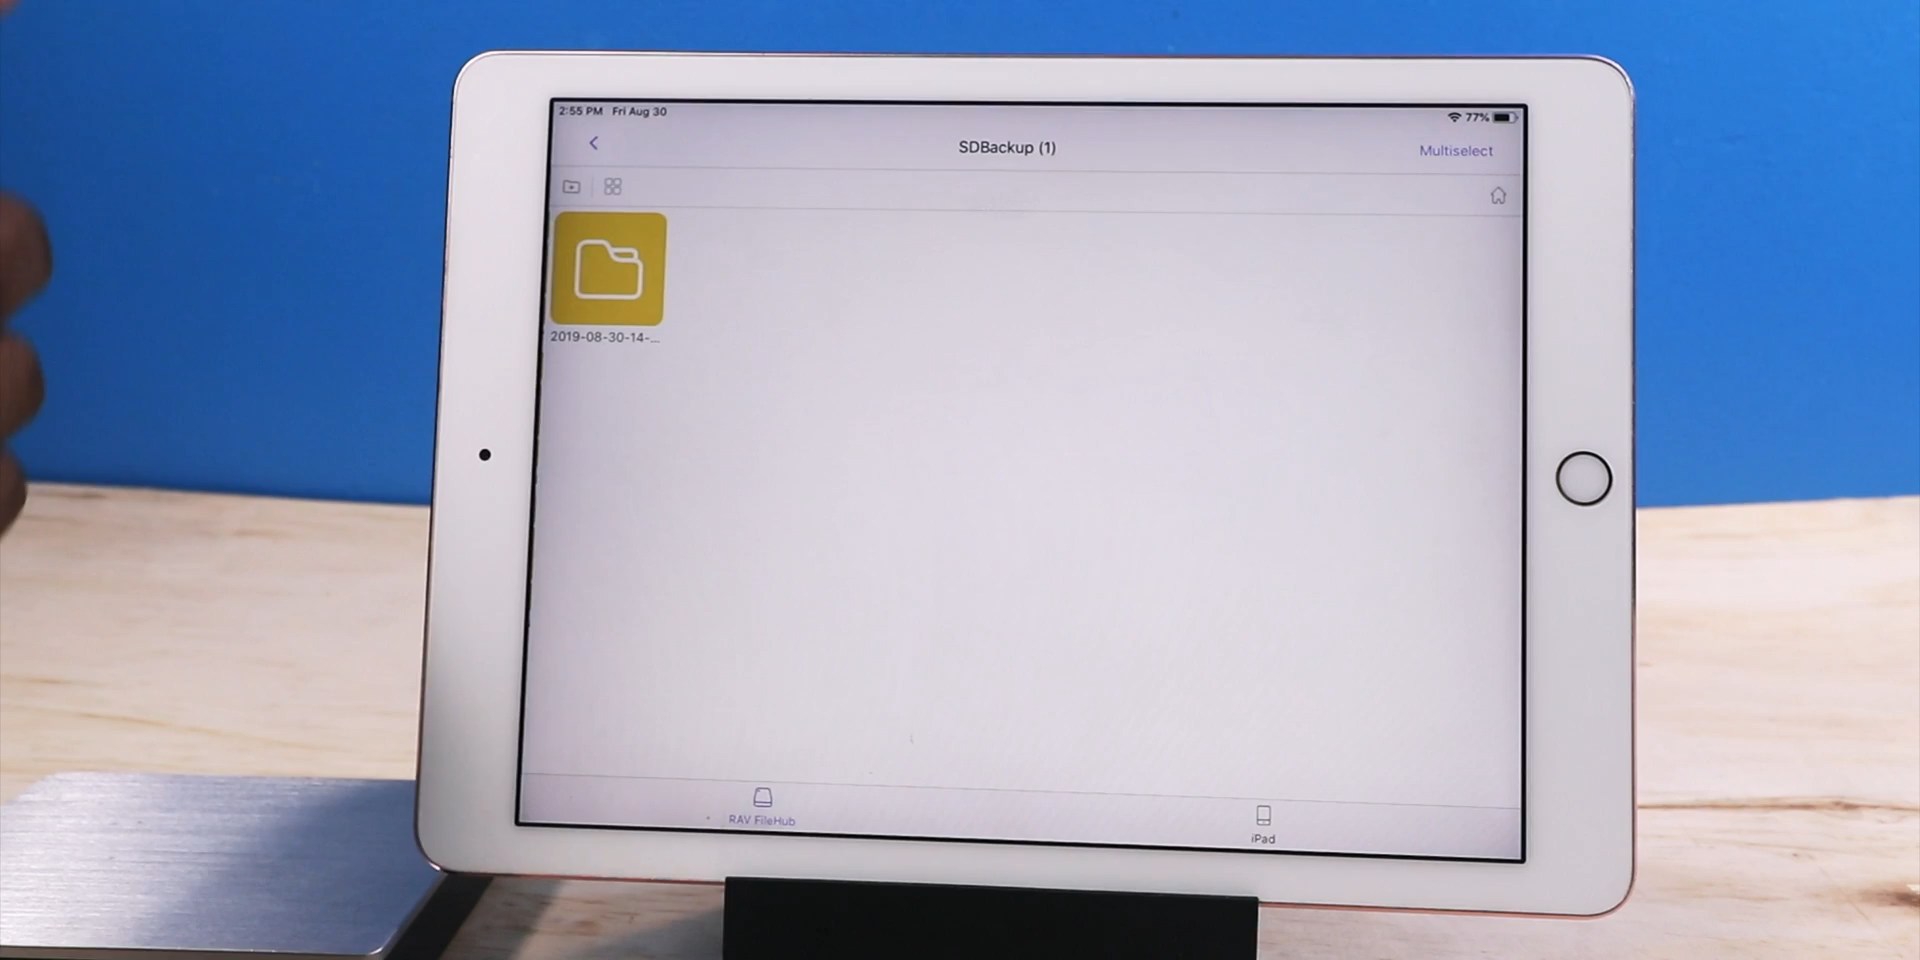 2:55 PM Fri Aug 30
77%
SDBackup (1)
Multiselect
2019-08-30-14-...
RAV FileHub
iPad